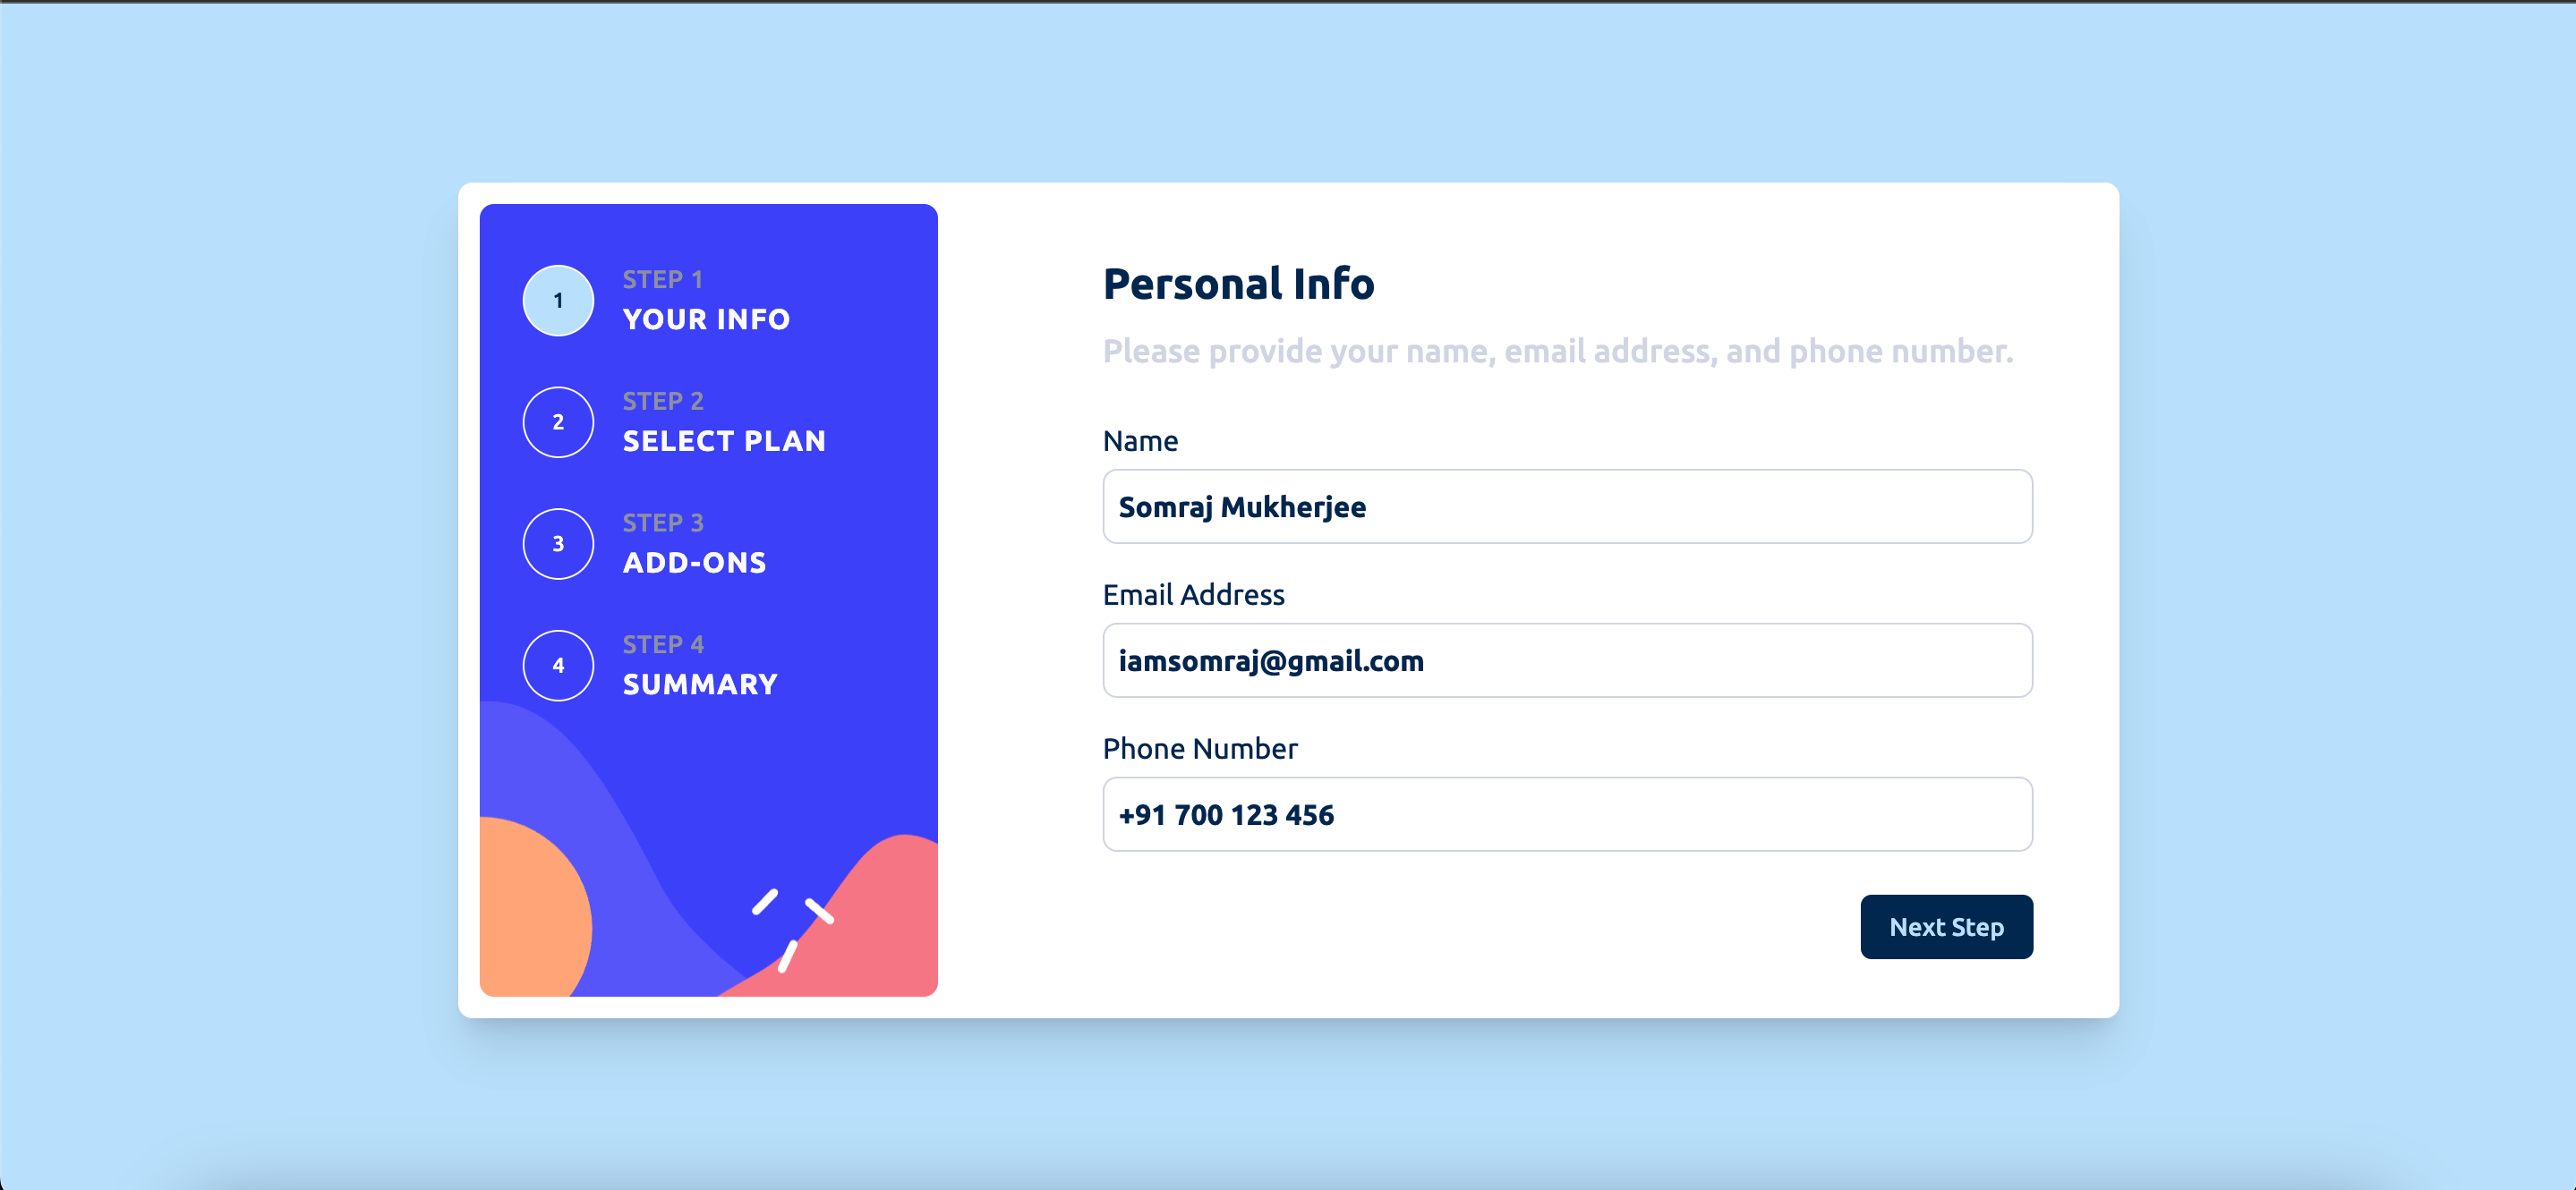 1
STEP 1
YOUR INFO
2
STEP 2
SELECT PLAN
3
STEP 3
ADD-ONS
4
STEP 4
SUMMARY
Personal Info
Please provide your name, email address, and phone number.
Name
Somraj Mukherjee
Email Address
iamsomraj@gmail.com
Phone Number
+91 700 123 456
Next Step